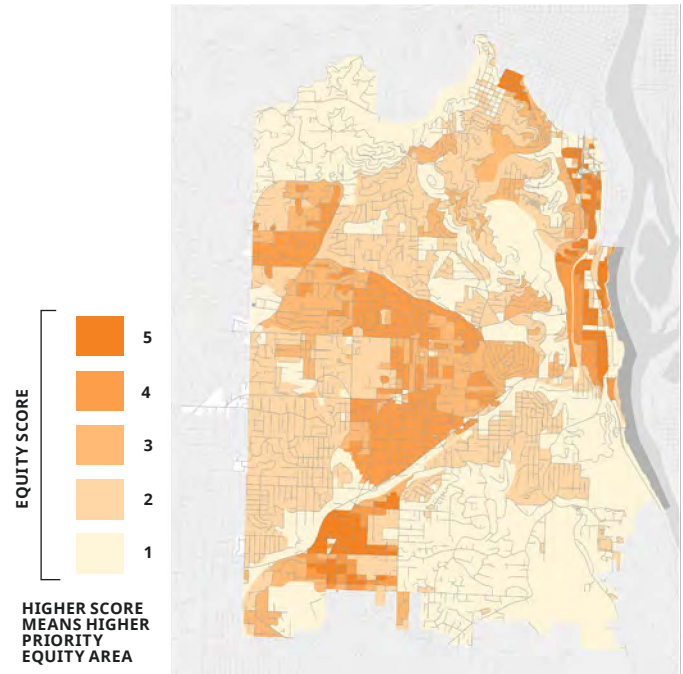 EQUITY SCORE
5
4
3
2
1
HIGHER SCORE
MEANS HIGHER
PRIORITY
EQUITY AREA